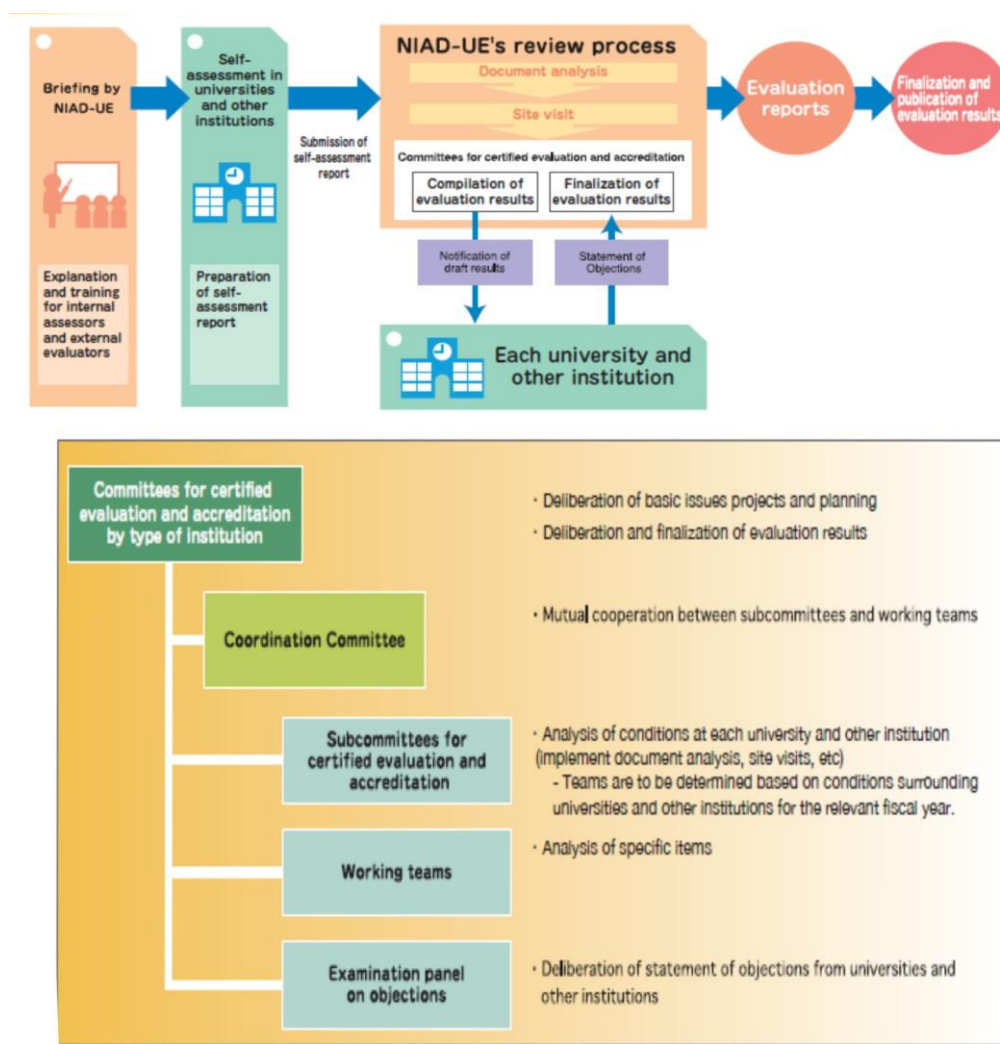 Briefing by
NIAD-UE
Explanation
and training
for internal
assessors
and external
evaluators
Self-
assessment in
universities
and other
institutions
Preparation
of self-
assessment
report
Submission of
self-assessment
report
NIAD-UE's review process
Document analysis
Site visit
Committees for certified evaluation and accreditation
Compilation of
evaluation results
Finalization of
evaluation results
Notification of
draft results
Statement of
Objections
Each university and
other institution
Evaluation
reports
Finalization and
publication of
evaluation results
Committees for certified
evaluation and accreditation
by type of institution
· Deliberation of basic issues projects and planning
· Deliberation and finalization of evaluation results
Coordination Committee
· Mutual cooperation between subcommittees and working teams
Subcommittees for
certified evaluation and
accreditation
· Analysis of conditions at each university and other institution
(implement document analysis, site visits, etc)
- Teams are to be determined based on conditions surrounding
universities and other institutions for the relevant fiscal year.
Working teams
· Analysis of specific items
Examination panel
on objections
· Deliberation of statement of objections from universities and
other institutions